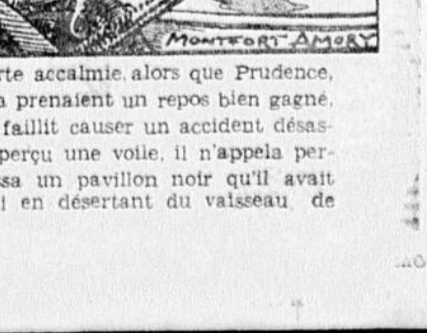 MONTFORT AMORY
rte accalmie, alors que Prudence,
a prenaient un repos bien gagné,
faillit causer un accident désas-
perçu une voile, il n'appela per-
ssa un pavillon noir qu'il avait
i en désertant du vaisseau de